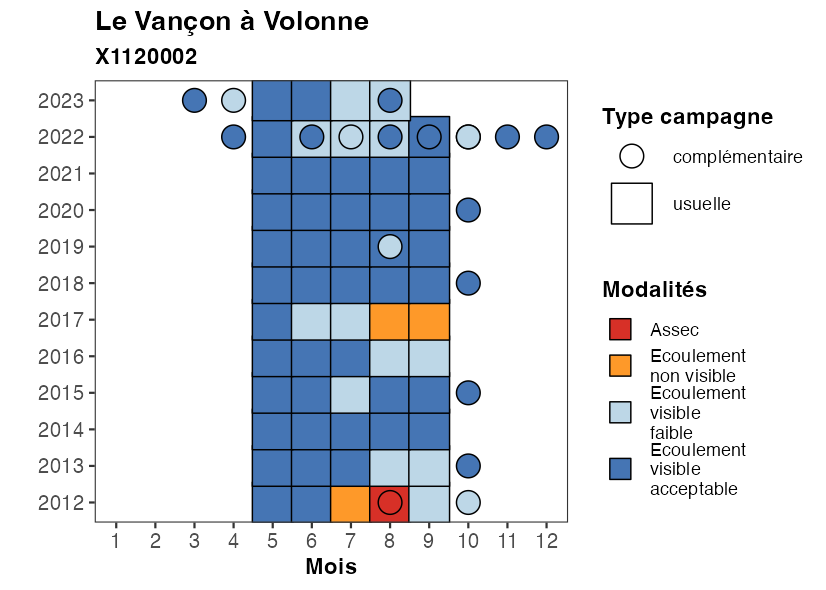 Le Vançon à Volonne
X1120002
2023
2022
2021
2020
2019
2018
2017
2016
2015
2014
2013
2012
1 2 3 4 5 6 7 8 9 10 11 12
Mois
Type campagne
complémentaire
usuelle
Modalités
Assec
Ecoulement
non visible
Ecoulement
visible
faible
Ecoulement
visible
acceptable